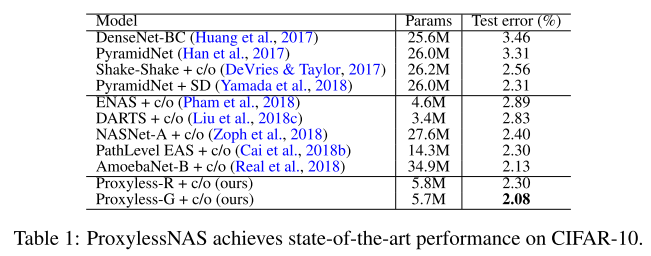 Model Params Test error (%)
DenseNet-BC (Huang et al., 2017) 25.6M 3.46
PyramidNet (Han et al., 2017) 26.0M 3.31
Shake-Shake + c/o (DeVries & Taylor, 2017) 26.2M 2.56
PyramidNet + SD (Yamada et al., 2018) 26.0M 2.31
ENAS + c/o (Pham et al., 2018) 4.6M 2.89
DARTS + c/o (Liu et al., 2018c) 3.4M 2.83
NASNet-A + c/o (Zoph et al., 2018) 27.6M 2.40
PathLevel EAS + c/o (Cai et al., 2018b) 14.3M 2.30
AmoebaNet-B + c/o (Real et al., 2018) 34.9M 2.13
Proxyless-R + c/o (ours) 5.8M 2.30
Proxyless-G + c/o (ours) 5.7M 2.08
Table 1: ProxylessNAS achieves state-of-the-art performance on CIFAR-10.